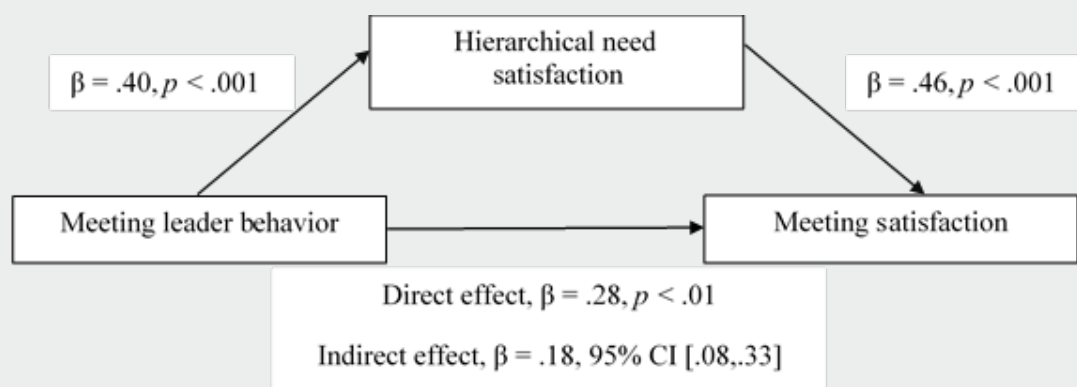 Hierarchical need
satisfaction
β = .40, p < .001
β = .46, p < .001
Meeting leader behavior
Meeting satisfaction
Direct effect, β = .28, p < .01
Indirect effect, β = .18, 95% CI [.08,.33]